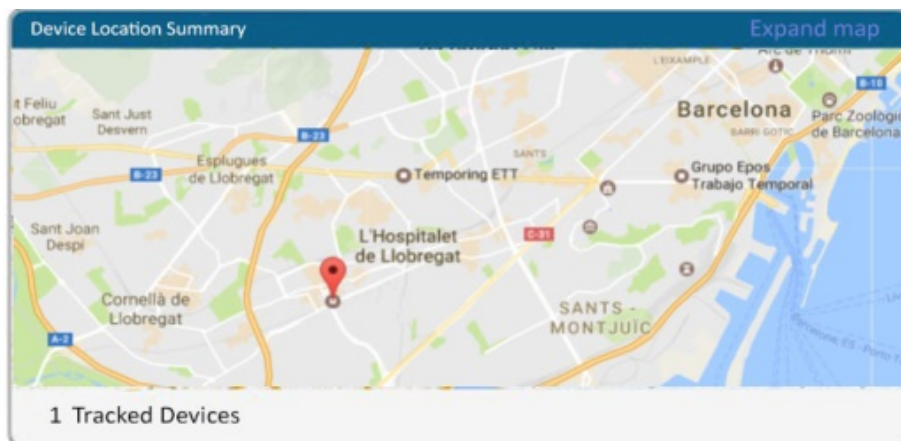 Device Location Summary
Expand map
L'EIXAMPLE
Barcelona
Parc Zoològic
de Barcelona
BARRI GÒTIC
B-10
t Feliu
obregat
Sant Just
Desvern
B-23
Esplugues
de Llobregat
B-23
Temporing ETT
SANTS
Grupo Epos
Trabajo Temporal
Sant Joan
Despí
L'Hospitalet
de Llobregat
C-31
Cornellà de
Llobregat
SANTS -
MONTJUÏC
A-2
1 Tracked Devices